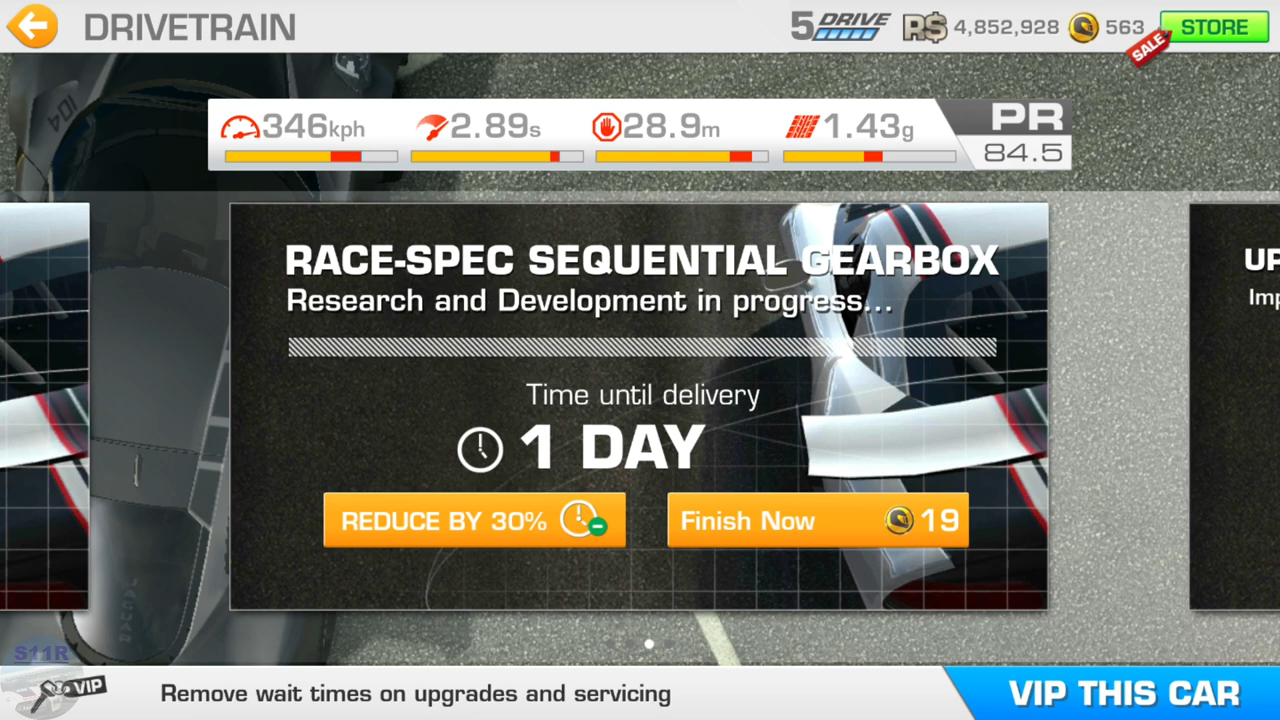 DRIVETRAIN
5 DRIVE
R$ 4,852,928
563
STORE
SALE
104
346kph
2.89s
28.9m
1.43g
PR
84.5
RACE-SPEC SEQUENTIAL GEARBOX
Research and Development in progress...
Time until delivery
1 DAY
REDUCE BY 30%
Finish Now
19
UP
Imp
S11R
VIP
Remove wait times on upgrades and servicing
VIP THIS CAR